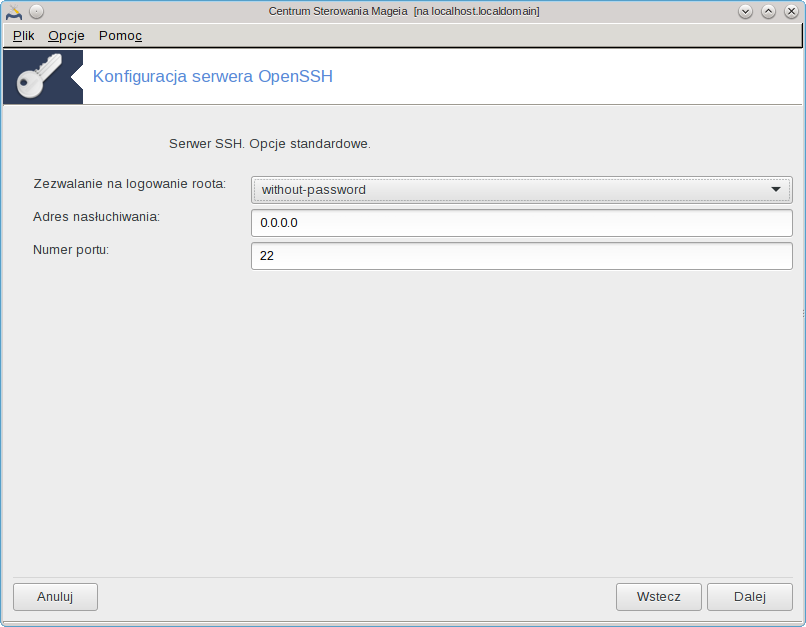 Centrum Sterowania Mageia [na localhost.localdomain]
Plik Opcje Pomoc
Konfiguracja serwera OpenSSH
Serwer SSH. Opcje standardowe.
Zezwalanie na logowanie roota: without-password
Adres nasłuchiwania: 0.0.0.0
Numer portu: 22
Anuluj Wstecz Dalej